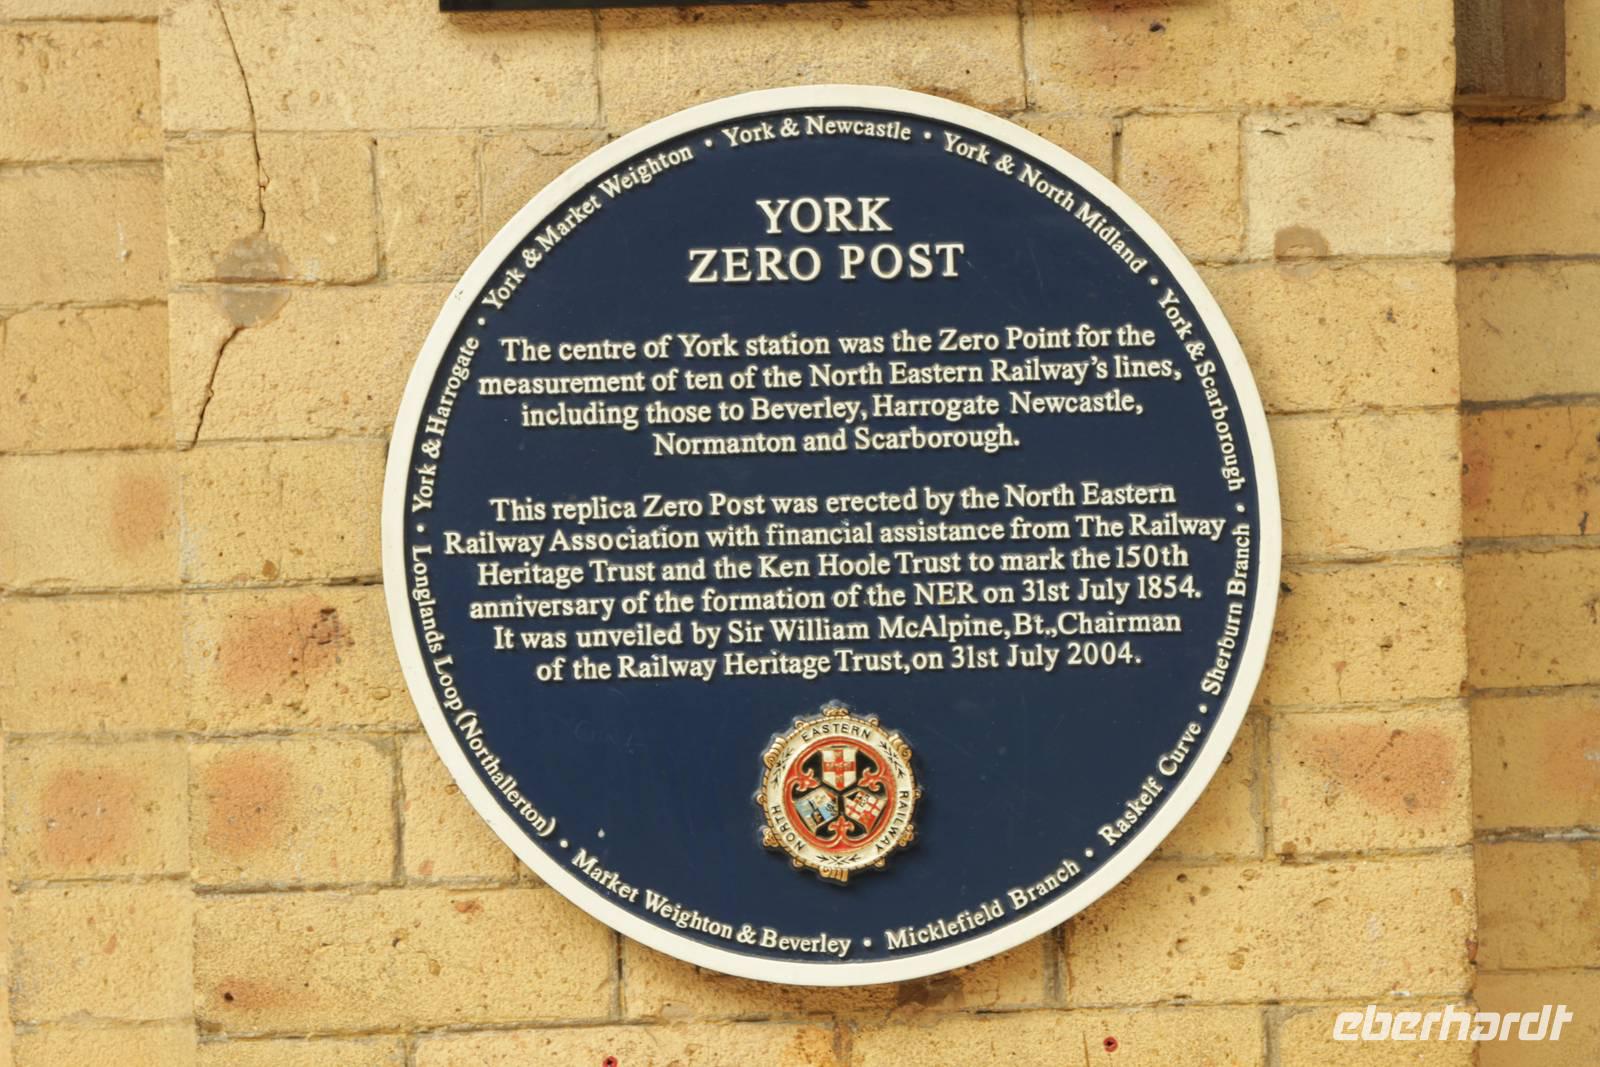 York & Market Weighton • York & Newcastle • York & North Midland • York & Scarborough • Sherburn Branch • Raskelf Curve • Micklefield Branch • Market Weighton & Beverley • Longlands Loop (Northallerton) • York & Harrogate •
YORK
ZERO POST
The centre of York station was the Zero Point for the
measurement of ten of the North Eastern Railway's lines,
including those to Beverley, Harrogate Newcastle,
Normanton and Scarborough.
This replica Zero Post was erected by the North Eastern
Railway Association with financial assistance from The Railway
Heritage Trust and the Ken Hoole Trust to mark the 150th
anniversary of the formation of the NER on 31st July 1854.
It was unveiled by Sir William McAlpine, Bt., Chairman
of the Railway Heritage Trust, on 31st July 2004.
NORTH EASTERN RAILWAY
eberhardt